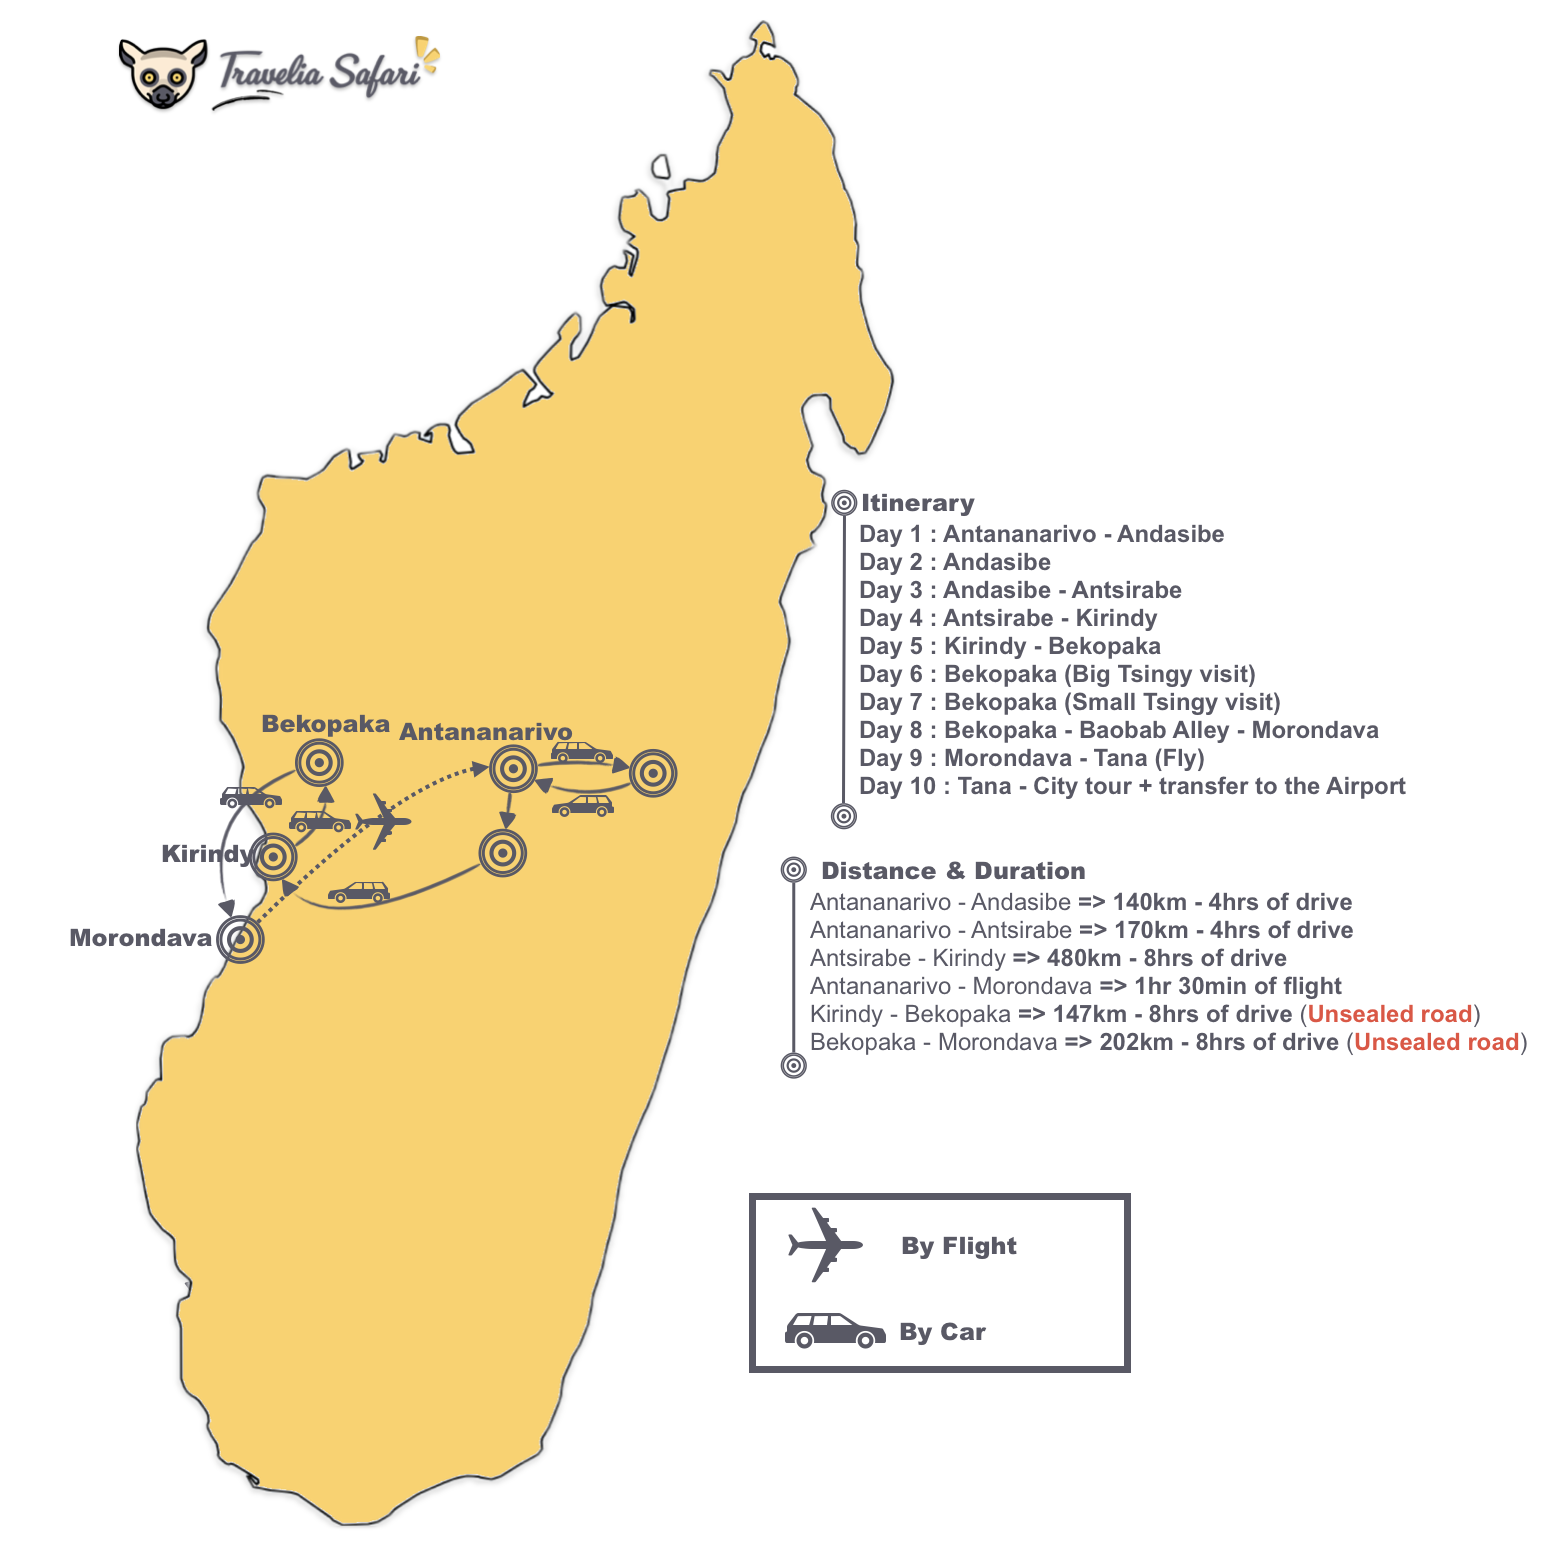 Travelia Safari
Bekopaka
Antananarivo
Kirindy
Morondava
Itinerary
Day 1 : Antananarivo - Andasibe
Day 2 : Andasibe
Day 3 : Andasibe - Antsirabe
Day 4 : Antsirabe - Kirindy
Day 5 : Kirindy - Bekopaka
Day 6 : Bekopaka (Big Tsingy visit)
Day 7 : Bekopaka (Small Tsingy visit)
Day 8 : Bekopaka - Baobab Alley - Morondava
Day 9 : Morondava - Tana (Fly)
Day 10 : Tana - City tour + transfer to the Airport
Distance & Duration
Antananarivo - Andasibe => 140km - 4hrs of drive
Antananarivo - Antsirabe => 170km - 4hrs of drive
Antsirabe - Kirindy => 480km - 8hrs of drive
Antananarivo - Morondava => 1hr 30min of flight
Kirindy - Bekopaka => 147km - 8hrs of drive (Unsealed road)
Bekopaka - Morondava => 202km - 8hrs of drive (Unsealed road)
By Flight
By Car